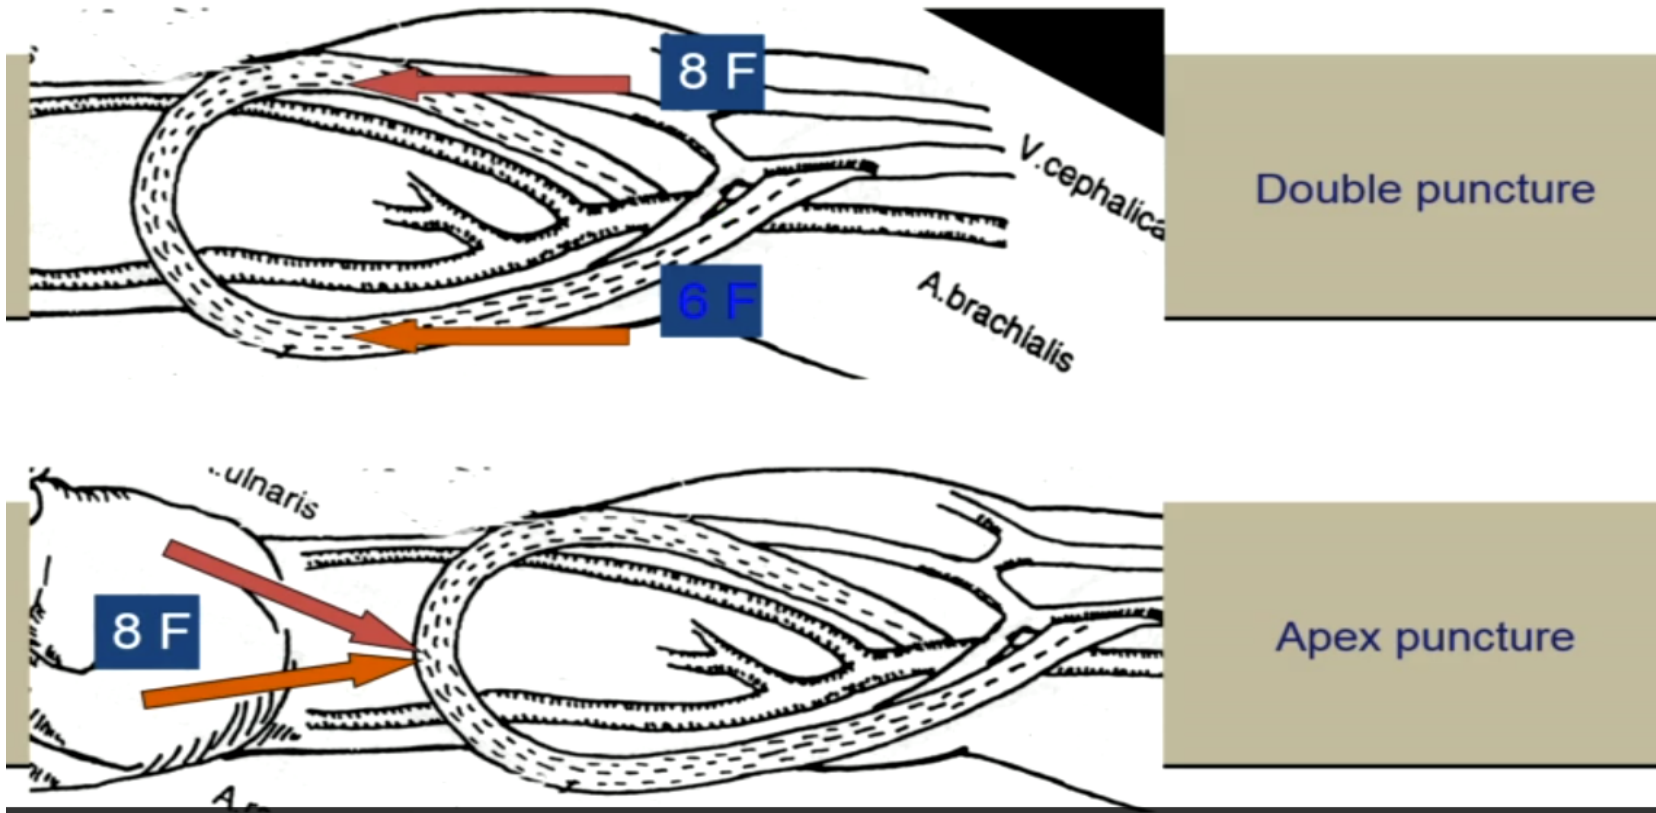 8 F
V.cephalica
Double puncture
6 F
A.brachialis
ulnaris
8 F
Apex puncture